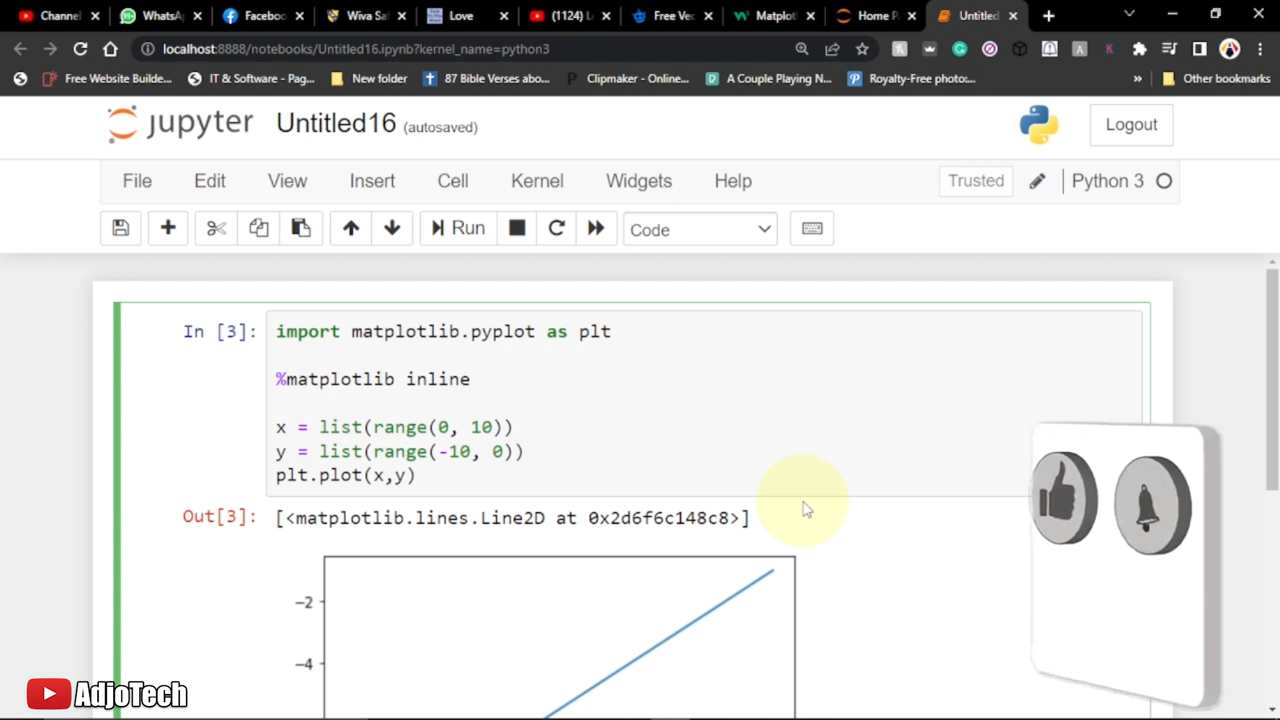 Channe
WhatsA
Faceboo
Wiva Sa
Love
(1124) L
Free Vec
Matplot
Home P
Untitled
localhost:8888/notebooks/Untitled16.ipynb?kernel_name=python3
Free Website Builde...
IT & Software - Pag...
New folder
87 Bible Verses abo...
Clipmaker - Online...
A Couple Playing N...
Royalty-Free photo:...
»
Other bookmarks
jupyter Untitled16 (autosaved)
Logout
File Edit View Insert Cell Kernel Widgets Help
Trusted
Python 3
Run
Code
In [3]:
import matplotlib.pyplot as plt
%matplotlib inline
x = list(range(0, 10))
y = list(range(-10, 0))
plt.plot(x,y)
Out[3]:
[<matplotlib.lines.Line2D at 0x2d6f6c148c8>]
−2
−4
AdjoTech